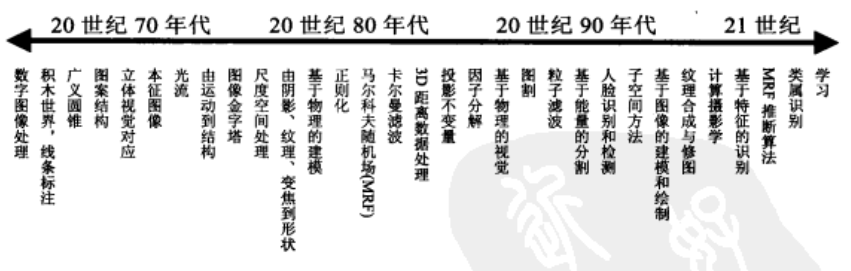 20 世纪 70 年代
20 世纪 80 年代
20 世纪 90 年代
21 世纪
数字图像处理
积木世界，线条标注
广义圆锥
图案结构
立体视觉对应
本征图像
光流
由运动到结构
图像金字塔
尺度空间处理
由阴影、纹理、变焦到形状
基于物理的建模
正则化
马尔科夫随机场(MRF)
卡尔曼滤波
3D 距离数据处理
投影不变量
因子分解
基于物理的视觉
图割
粒子滤波
基于能量的分割
人脸识别和检测
子空间方法
基于图像的建模和绘制
纹理合成与修图
计算摄影学
基于特征的识别
MRF 推断算法
类属识别
学习